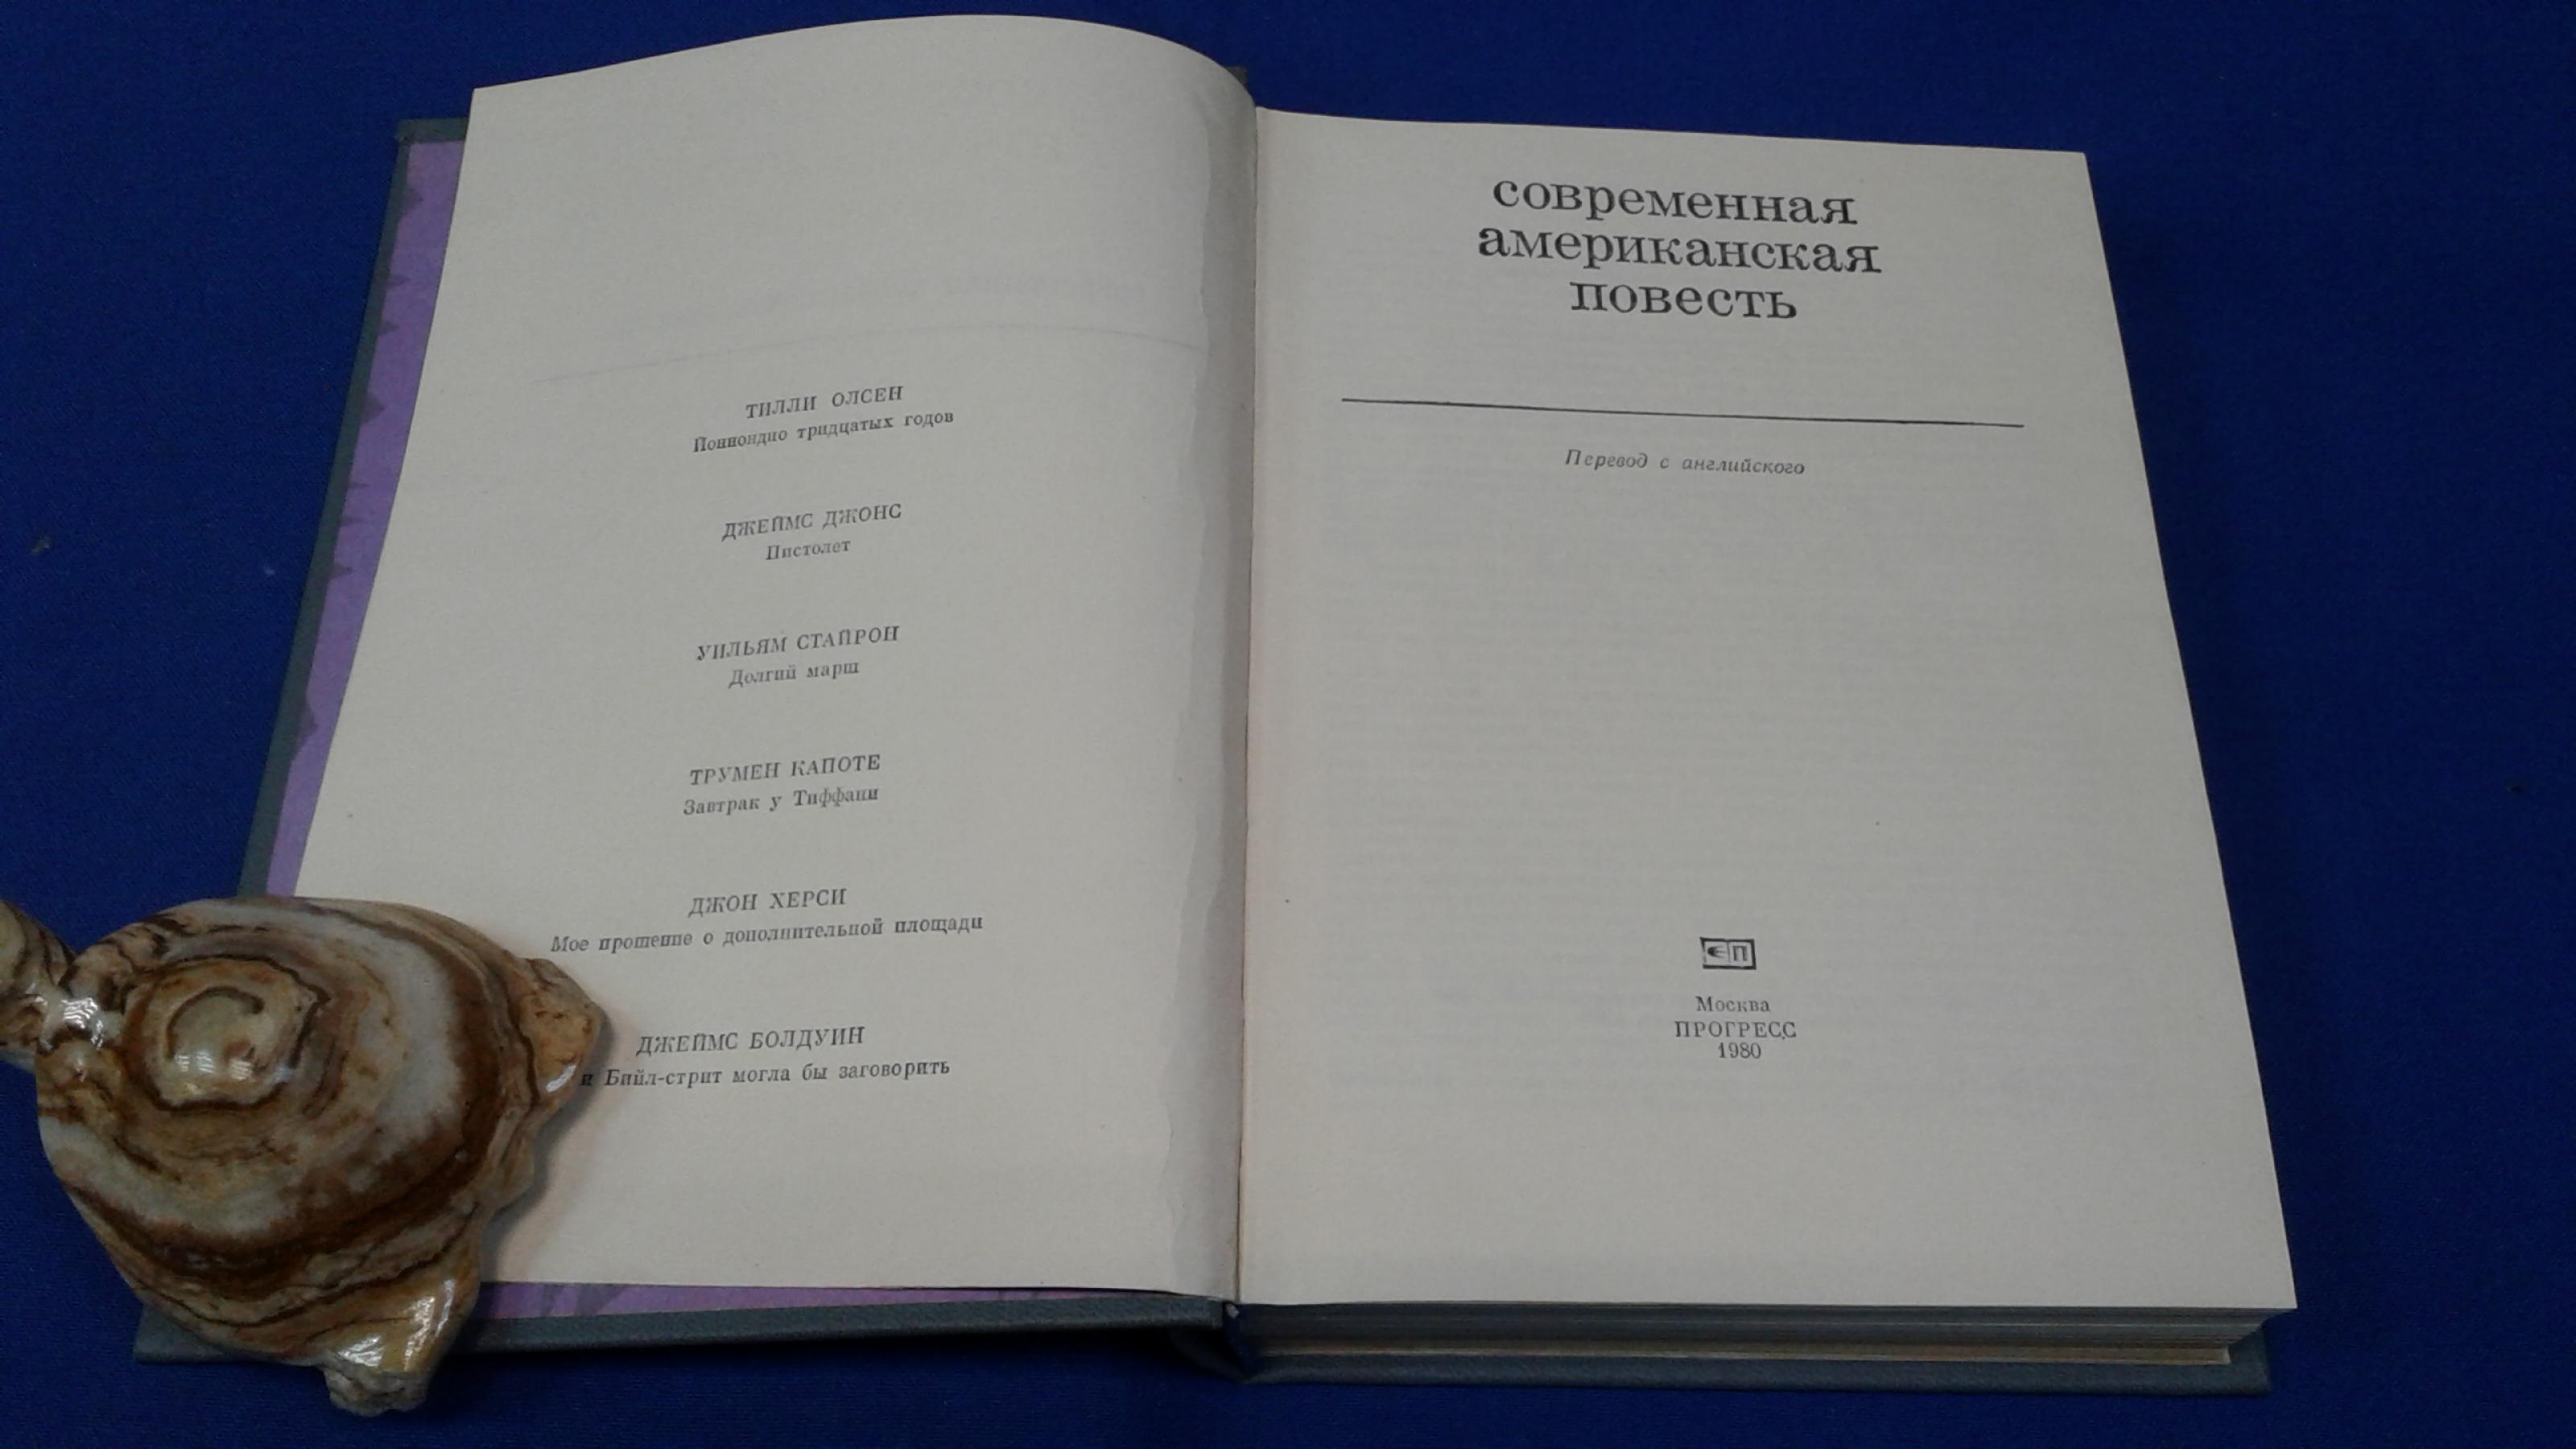 ТИЛЛИ ОЛСЕН
Йоннондио тридцатых годов
ДЖЕЙМС ДЖОНС
Пистолет
УИЛЬЯМ СТАЙРОН
Долгий марш
ТРУМЕН КАПОТЕ
Завтрак у Тиффани
ДЖОН ХЕРСИ
Мое прошение о дополнительной площади
ДЖЕЙМС БОЛДУИН
Бийл-стрит могла бы заговорить
современная
американская
повесть
Перевод с английского
Москва
ПРОГРЕСС
1980